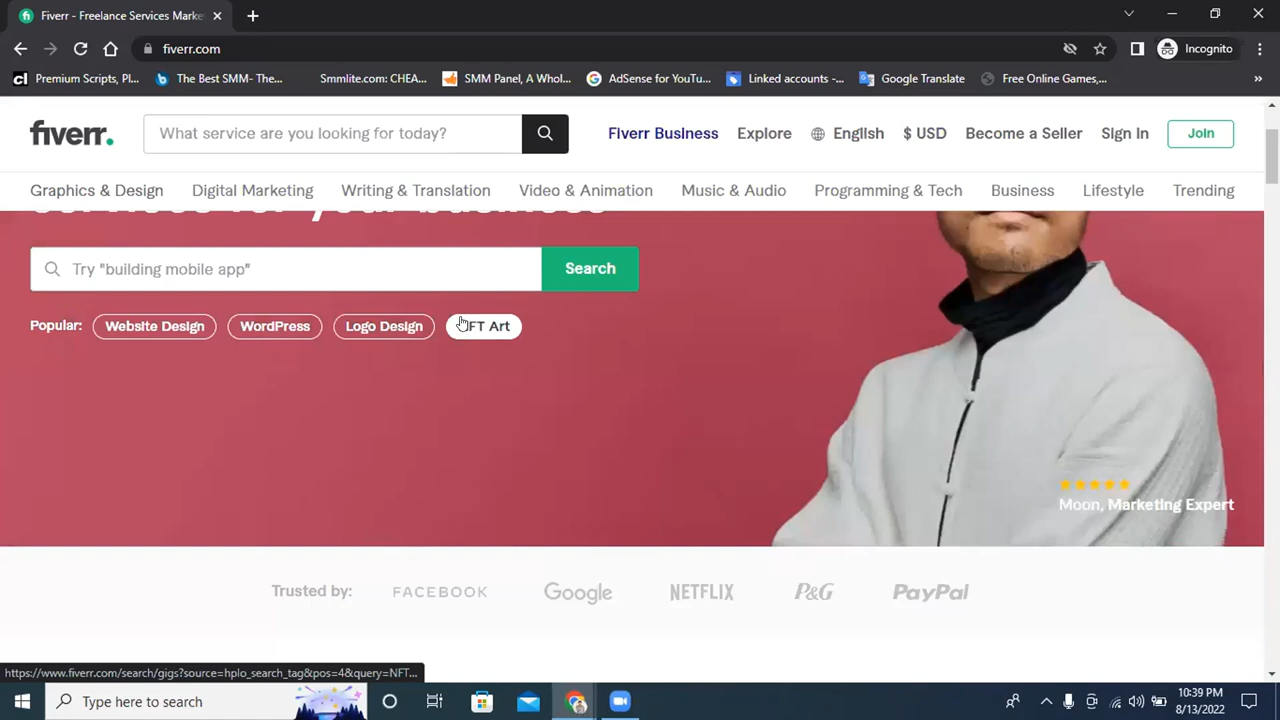 Fiverr - Freelance Services Marke
fiverr.com
Incognito
Premium Scripts, Pl...
The Best SMM- The...
Smmlite.com: CHEA...
SMM Panel, A Whol...
AdSense for YouTu...
Linked accounts -...
Google Translate
Free Online Games,...
»
fiverr.
What service are you looking for today?
Fiverr Business
Explore
English
$ USD
Become a Seller
Sign In
Join
Graphics & Design
Digital Marketing
Writing & Translation
Video & Animation
Music & Audio
Programming & Tech
Business
Lifestyle
Trending
services for your business
Try "building mobile app"
Search
Popular:
Website Design
WordPress
Logo Design
FT Art
Moon, Marketing Expert
Trusted by:
FACEBOOK
Google
NETFLIX
P&G
PayPal
https://www.fiverr.com/search/gigs?source=hplo_search_tag&pos=4&query=NFT...
Type here to search
10:39 PM
8/13/2022